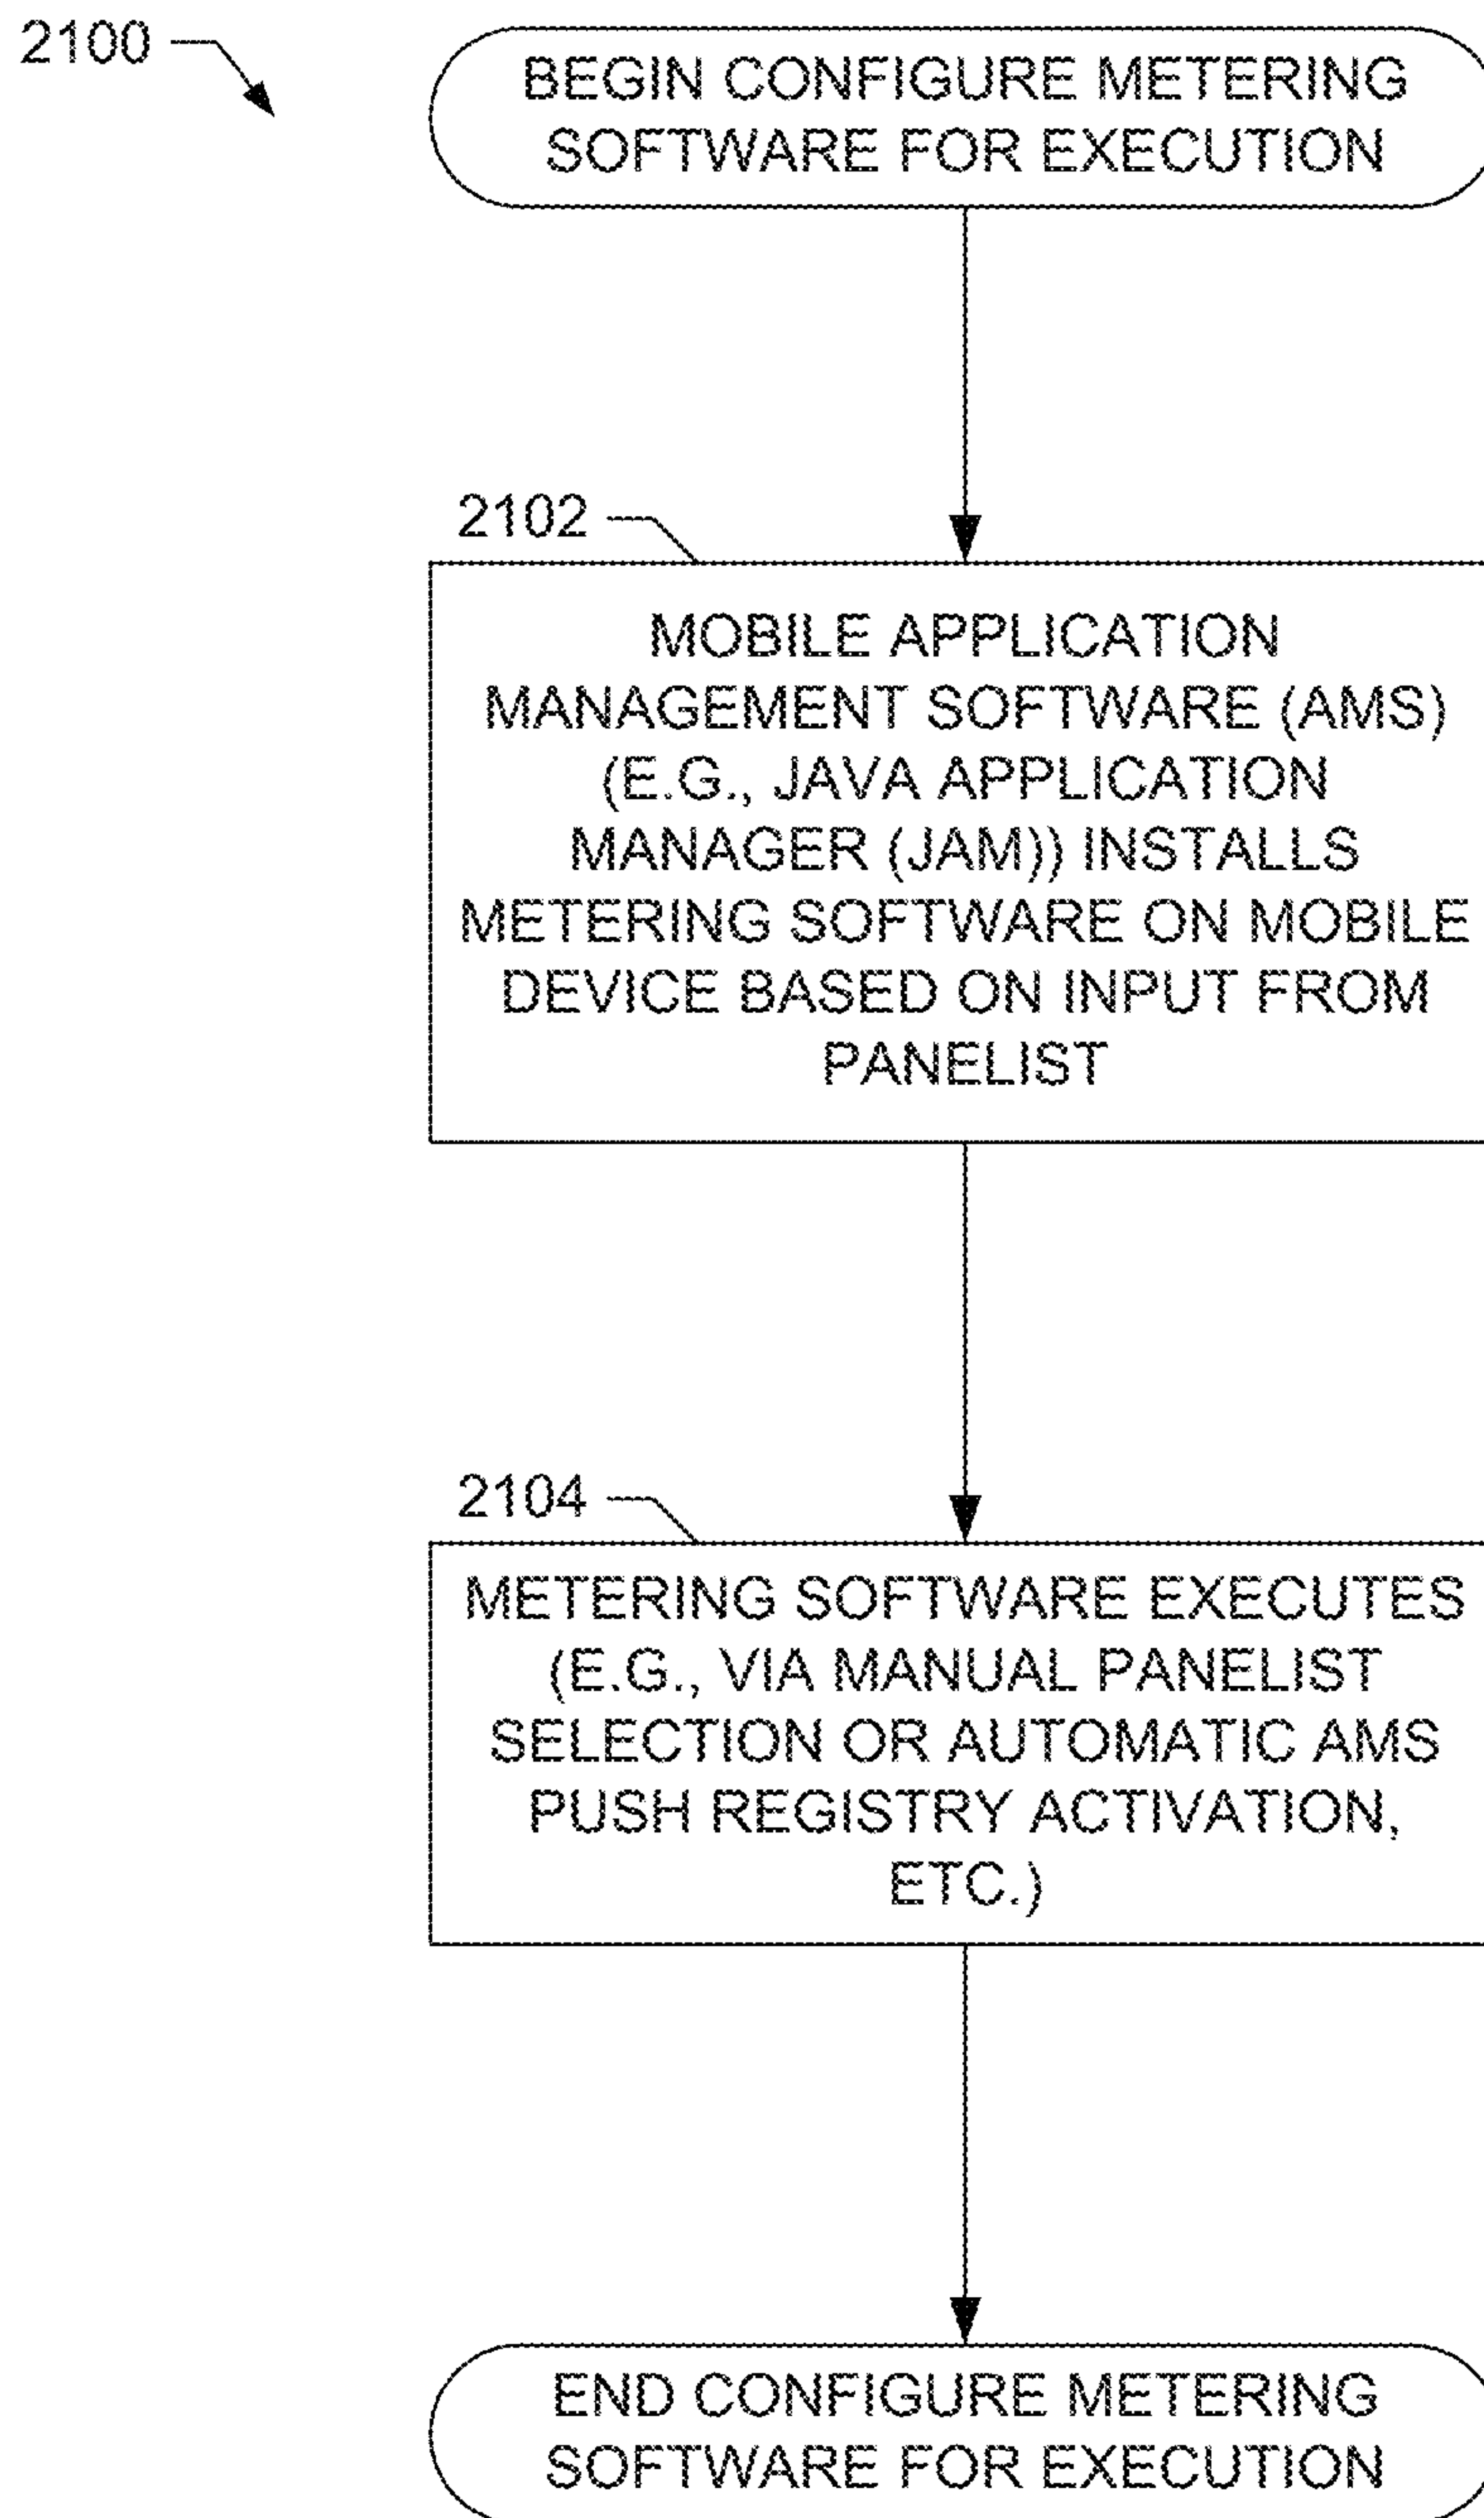 2100
BEGIN CONFIGURE METERING
SOFTWARE FOR EXECUTION
2102
MOBILE APPLICATION
MANAGEMENT SOFTWARE (AMS)
(E.G., JAVA APPLICATION
MANAGER (JAM)) INSTALLS
METERING SOFTWARE ON MOBILE
DEVICE BASED ON INPUT FROM
PANELIST
2104
METERING SOFTWARE EXECUTES
(E.G., VIA MANUAL PANELIST
SELECTION OR AUTOMATIC AMS
PUSH REGISTRY ACTIVATION,
ETC.)
END CONFIGURE METERING
SOFTWARE FOR EXECUTION